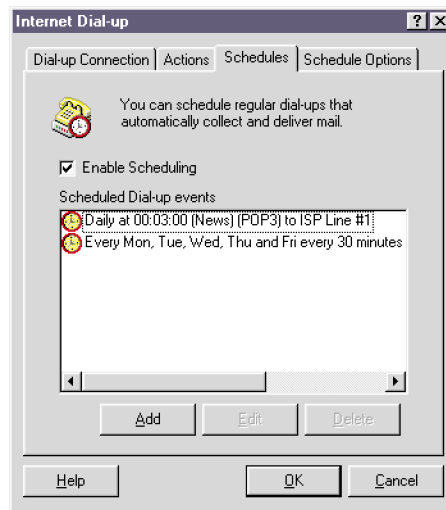 Internet Dial-up
Dial-up Connection Actions Schedules Schedule Options
You can schedule regular dial-ups that
automatically collect and deliver mail.
Enable Scheduling
Scheduled Dial-up events
Daily at 00:03:00 (News) (POP3) to ISP Line #1
Every Mon, Tue, Wed, Thu and Fri every 30 minutes
Add Edit Delete
Help OK Cancel